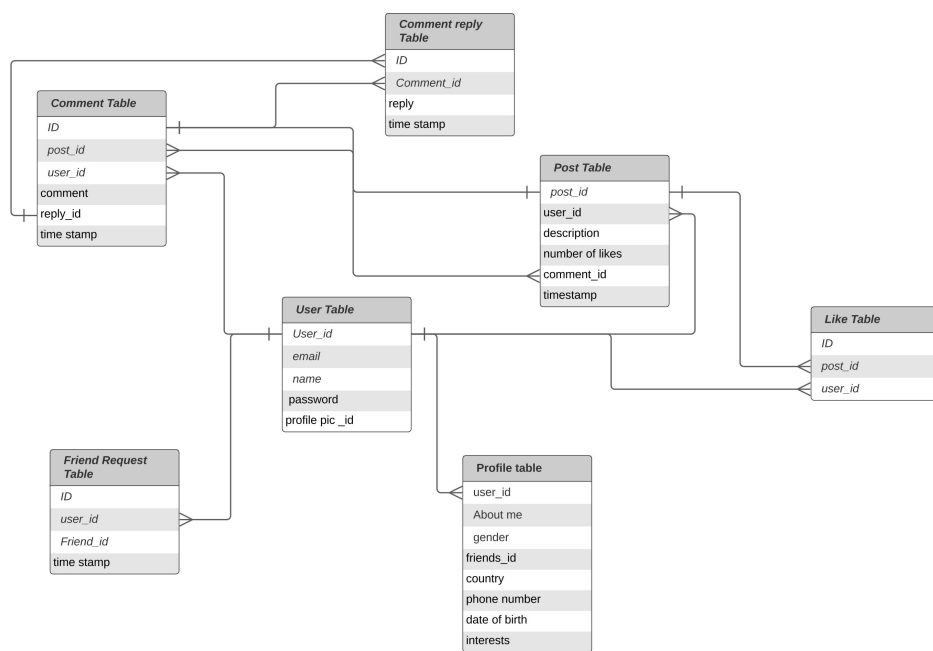 Comment reply
Table
ID
Comment_id
reply
time stamp
Comment Table
ID
post_id
user_id
comment
reply_id
time stamp
Post Table
post_id
user_id
description
number of likes
comment_id
timestamp
User Table
User_id
email
name
password
profile pic _id
Like Table
ID
post_id
user_id
Friend Request
Table
ID
user_id
Friend_id
time stamp
Profile table
user_id
About me
gender
friends_id
country
phone number
date of birth
interests